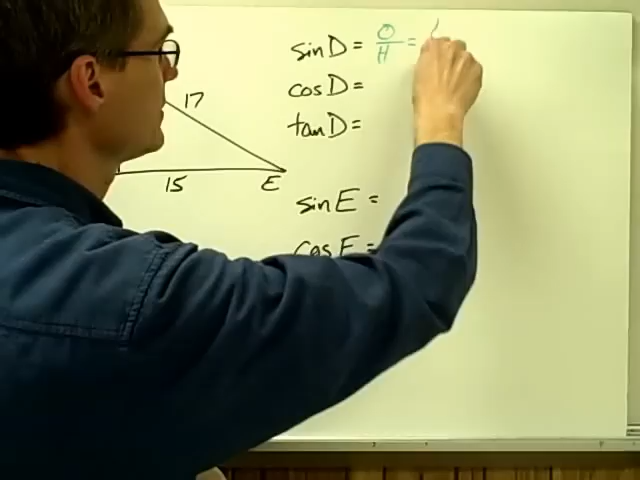 sin D = O/H =
cos D =
tan D =
17
15
E
sin E =
cos E =